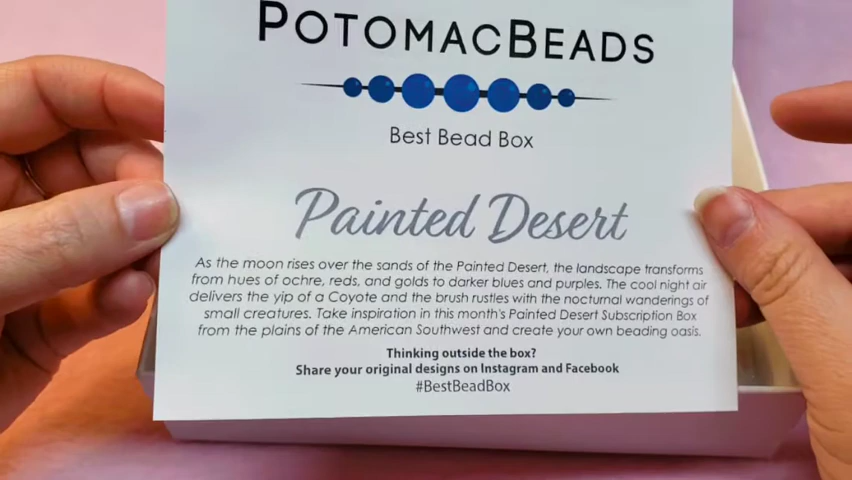 POTOMACBEADS
Best Bead Box
Painted Desert
As the moon rises over the sands of the Painted Desert, the landscape transforms
from hues of ochre, reds, and golds to darker blues and purples. The cool night air
delivers the yip of a Coyote and the brush rustles with the nocturnal wanderings of
small creatures. Take inspiration in this month's Painted Desert Subscription Box
from the plains of the American Southwest and create your own beading oasis.
Thinking outside the box?
Share your original designs on Instagram and Facebook
#BestBeadBox